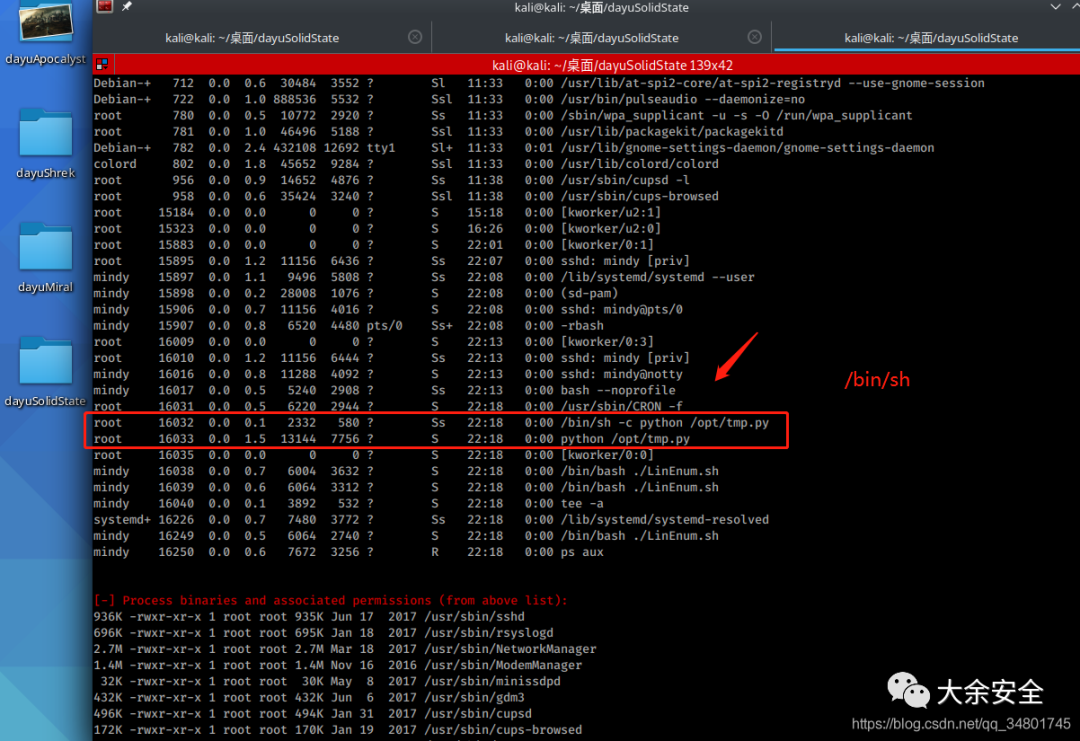 kali@kali: ~/桌面/dayuSolidState
kali@kali: ~/桌面/dayuSolidState
kali@kali: ~/桌面/dayuSolidState
kali@kali: ~/桌面/dayuSolidState
kali@kali: ~/桌面/dayuSolidState 139x42
dayuApocalyst
dayuShrek
dayuMiral
dayuSolidState
Debian-+ 712 0.0 0.6 30484 3552 ? Sl 11:33 0:00 /usr/lib/at-spi2-core/at-spi2-registryd --use-gnome-session
Debian-+ 722 0.0 1.0 888536 5532 ? Ssl 11:33 0:00 /usr/bin/pulseaudio --daemonize=no
root 780 0.0 0.5 10772 2920 ? Ss 11:33 0:00 /sbin/wpa_supplicant -u -s -O /run/wpa_supplicant
root 781 0.0 1.0 46496 5188 ? Ssl 11:33 0:00 /usr/lib/packagekit/packagekitd
Debian-+ 782 0.0 2.4 432108 12692 tty1 Sl+ 11:33 0:01 /usr/lib/gnome-settings-daemon/gnome-settings-daemon
colord 802 0.0 1.8 45652 9284 ? Ssl 11:33 0:00 /usr/lib/colord/colord
root 956 0.0 0.9 14652 4876 ? Ss 11:38 0:00 /usr/sbin/cupsd -l
root 958 0.0 0.6 35424 3240 ? Ssl 11:38 0:00 /usr/sbin/cups-browsed
root 15184 0.0 0.0 0 0 ? S 15:18 0:00 [kworker/u2:1]
root 15323 0.0 0.0 0 0 ? S 16:26 0:00 [kworker/u2:0]
root 15883 0.0 0.0 0 0 ? S 22:01 0:00 [kworker/0:1]
root 15895 0.0 1.2 11156 6436 ? Ss 22:07 0:00 sshd: mindy [priv]
mindy 15897 0.0 1.1 9496 5808 ? Ss 22:08 0:00 /lib/systemd/systemd --user
mindy 15898 0.0 0.2 28008 1076 ? S 22:08 0:00 (sd-pam)
mindy 15906 0.0 0.7 11156 4016 ? S 22:08 0:00 sshd: mindy@pts/0
mindy 15907 0.0 0.8 6520 4480 pts/0 Ss+ 22:08 0:00 -rbash
root 16009 0.0 0.0 0 0 ? S 22:13 0:00 [kworker/0:3]
root 16010 0.0 1.2 11156 6444 ? Ss 22:13 0:00 sshd: mindy [priv]
mindy 16016 0.0 0.8 11288 4092 ? S 22:13 0:00 sshd: mindy@notty
mindy 16017 0.0 0.5 5240 2908 ? Ss 22:13 0:00 bash --noprofile
root 16031 0.0 0.5 6220 2944 ? S 22:18 0:00 /usr/sbin/CRON -f
root 16032 0.0 0.1 2332 580 ? Ss 22:18 0:00 /bin/sh -c python /opt/tmp.py
root 16033 0.0 1.5 13144 7756 ? S 22:18 0:00 python /opt/tmp.py
root 16035 0.0 0.0 0 0 ? S 22:18 0:00 [kworker/0:0]
mindy 16038 0.0 0.7 6004 3632 ? S 22:18 0:00 /bin/bash ./LinEnum.sh
mindy 16039 0.0 0.6 6064 3312 ? S 22:18 0:00 /bin/bash ./LinEnum.sh
mindy 16040 0.0 0.1 3892 532 ? S 22:18 0:00 tee -a
systemd+ 16226 0.0 0.7 7480 3772 ? Ss 22:18 0:00 /lib/systemd/systemd-resolved
mindy 16249 0.0 0.5 6064 2740 ? S 22:18 0:00 /bin/bash ./LinEnum.sh
mindy 16250 0.0 0.6 7672 3256 ? R 22:18 0:00 ps aux
/bin/sh
[-] Process binaries and associated permissions (from above list):
936K -rwxr-xr-x 1 root root 935K Jun 17 2017 /usr/sbin/sshd
696K -rwxr-xr-x 1 root root 695K Jan 18 2017 /usr/sbin/rsyslogd
2.7M -rwxr-xr-x 1 root root 2.7M Mar 18 2017 /usr/sbin/NetworkManager
1.4M -rwxr-xr-x 1 root root 1.4M Nov 16 2016 /usr/sbin/ModemManager
32K -rwxr-xr-x 1 root root 30K May 8 2017 /usr/sbin/minissdpd
432K -rwxr-xr-x 1 root root 432K Jun 6 2017 /usr/sbin/gdm3
496K -rwxr-xr-x 1 root root 494K Jan 31 2017 /usr/sbin/cupsd
172K -rwxr-xr-x 1 root root 170K Jan 19 2017 /usr/sbin/cups-browsed
大余安全
https://blog.csdn.net/qq_34801745